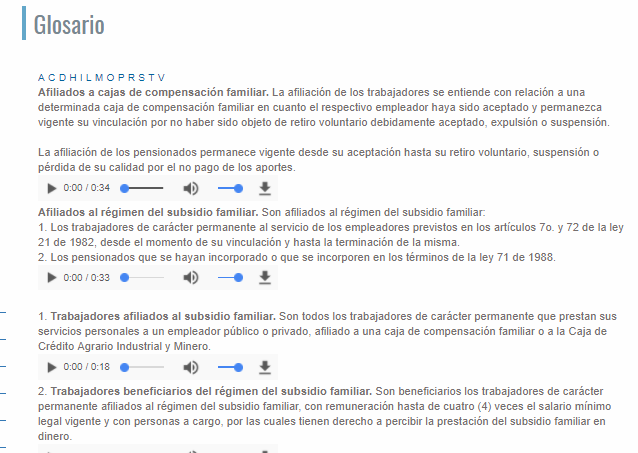 Glosario
A C D H I L M O P R S T V
Afiliados a cajas de compensación familiar. La afiliación de los trabajadores se entiende con relación a una
determinada caja de compensación familiar en cuanto el respectivo empleador haya sido aceptado y permanezca
vigente su vinculación por no haber sido objeto de retiro voluntario debidamente aceptado, expulsión o suspensión.
La afiliación de los pensionados permanece vigente desde su aceptación hasta su retiro voluntario, suspensión o
pérdida de su calidad por el no pago de los aportes.
0:00 / 0:34
Afiliados al régimen del subsidio familiar. Son afiliados al régimen del subsidio familiar:
1. Los trabajadores de carácter permanente al servicio de los empleadores previstos en los artículos 7o. y 72 de la ley
21 de 1982, desde el momento de su vinculación y hasta la terminación de la misma.
2. Los pensionados que se hayan incorporado o que se incorporen en los términos de la ley 71 de 1988.
0:00 / 0:33
1. Trabajadores afiliados al subsidio familiar. Son todos los trabajadores de carácter permanente que prestan sus
servicios personales a un empleador público o privado, afiliado a una caja de compensación familiar o a la Caja de
Crédito Agrario Industrial y Minero.
0:00 / 0:18
2. Trabajadores beneficiarios del régimen del subsidio familiar. Son beneficiarios los trabajadores de carácter
permanente afiliados al régimen del subsidio familiar, con remuneración hasta de cuatro (4) veces el salario mínimo
legal vigente y con personas a cargo, por las cuales tienen derecho a percibir la prestación del subsidio familiar en
dinero.